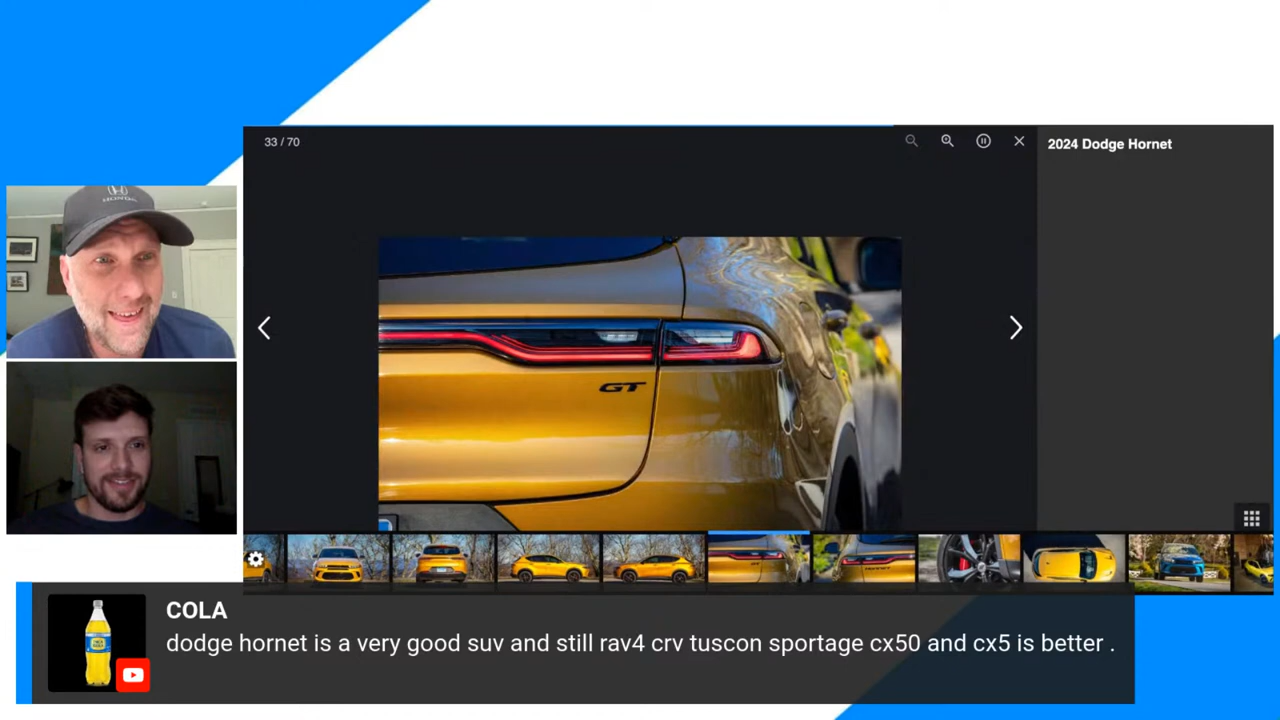 33 / 70
2024 Dodge Hornet
HONDA
GT
COLA
dodge hornet is a very good suv and still rav4 crv tuscon sportage cx50 and cx5 is better .